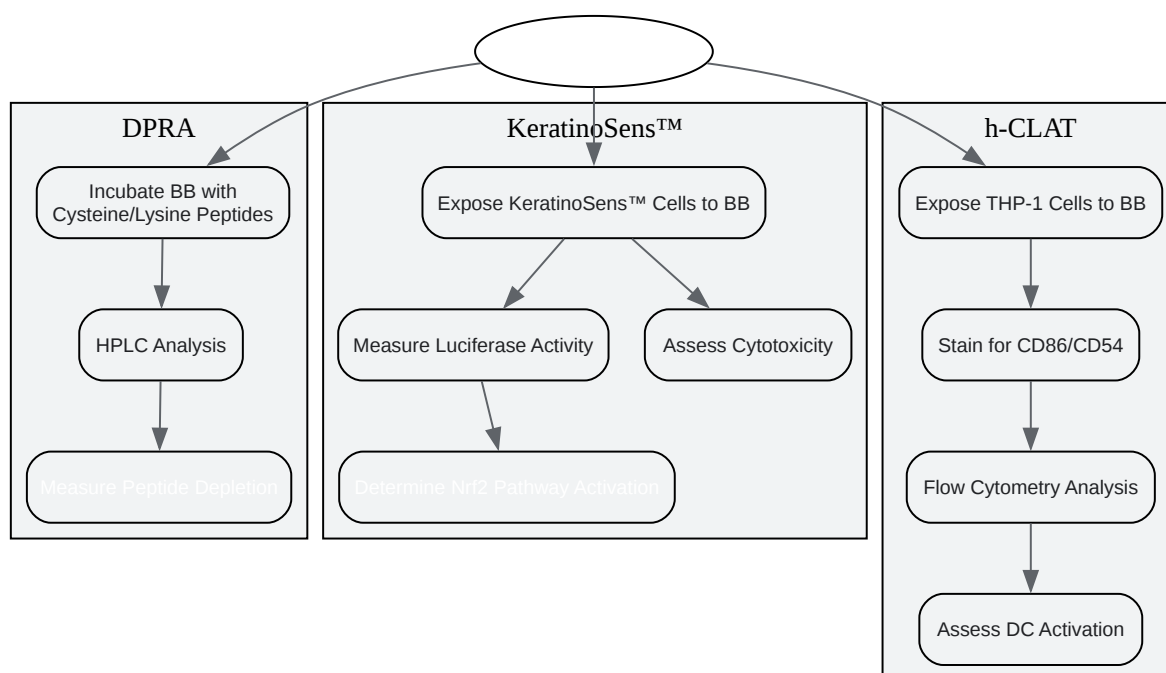 DPRA
Incubate BB with
Cysteine/Lysine Peptides
HPLC Analysis
Measure Peptide Depletion
KeratinoSens™
Expose KeratinoSens™ Cells to BB
Measure Luciferase Activity
Assess Cytotoxicity
Determine Nrf2 Pathway Activation
h-CLAT
Expose THP-1 Cells to BB
Stain for CD86/CD54
Flow Cytometry Analysis
Assess DC Activation